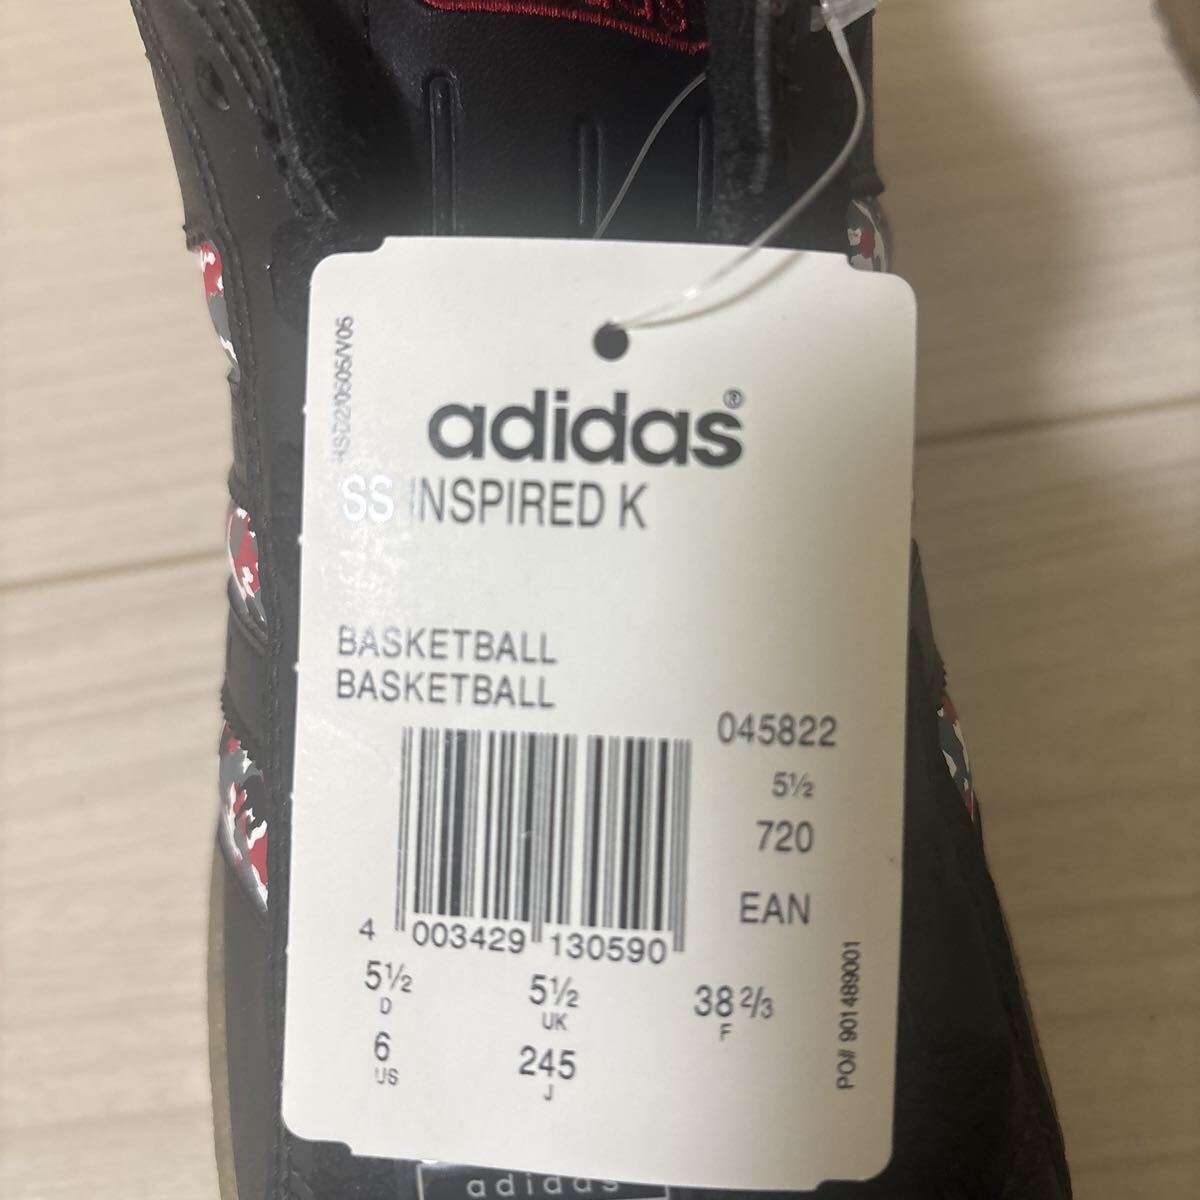 adidas®
SS INSPIRED K
BASKETBALL
BASKETBALL
045822
5½
720
EAN
4 003429 130590
5½ 5½ 38 2/3
D UK F
6 245
US J
PO# 901489001
adidas